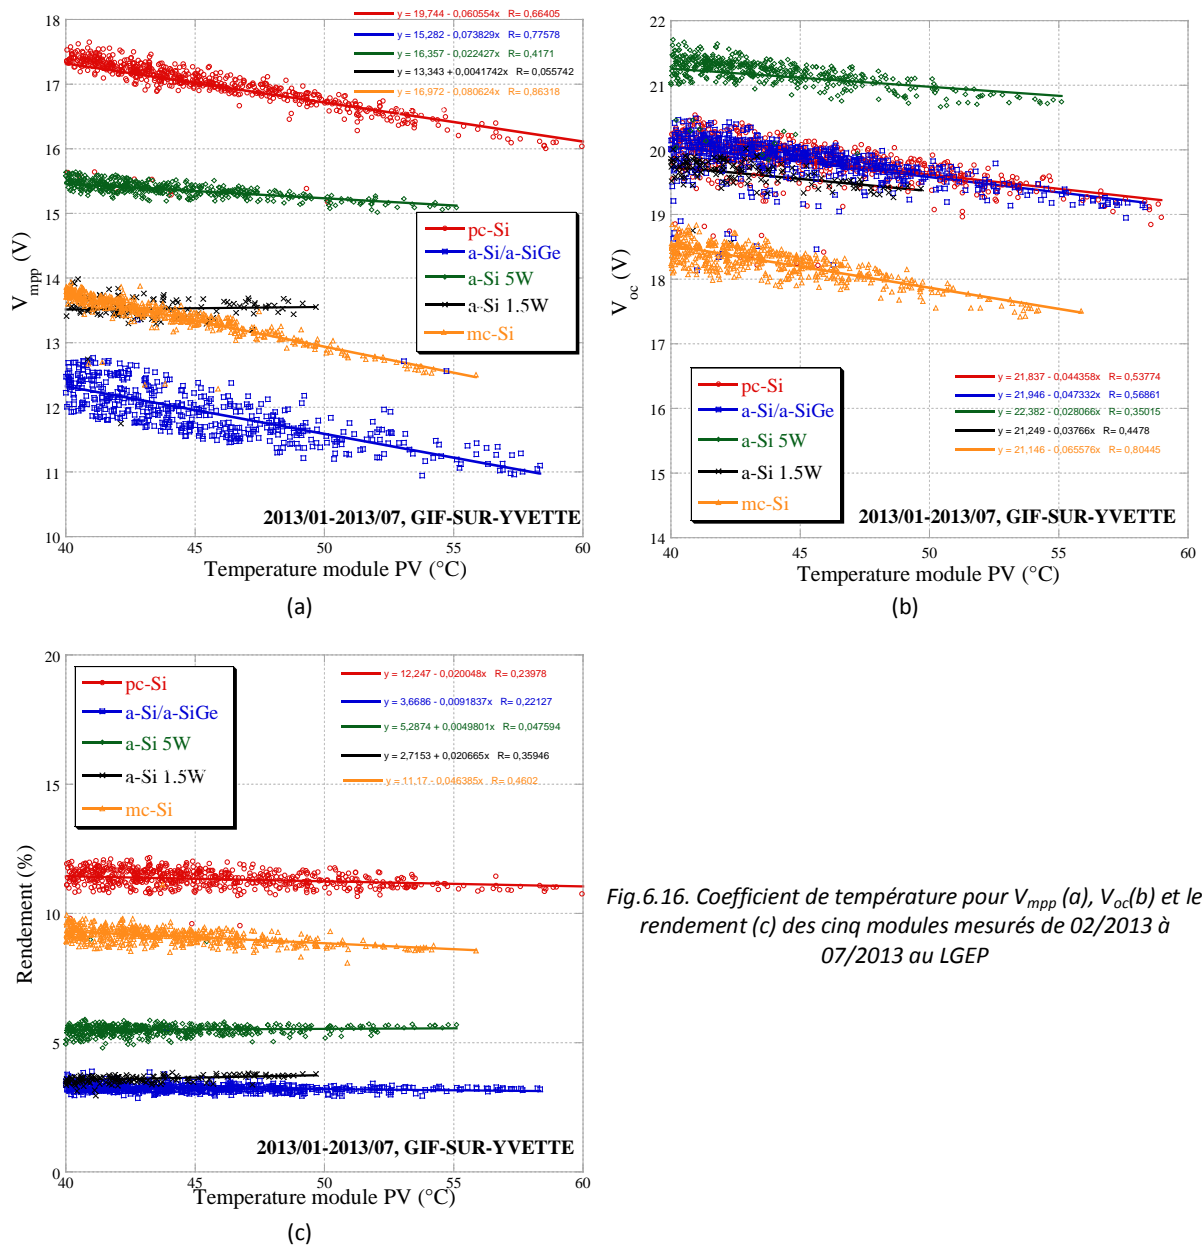 y = 19,744 - 0,060554x R= 0,66405
y = 15,282 - 0,073829x R= 0,77578
y = 16,357 - 0,022427x R= 0,4171
y = 13,343 + 0,0041742x R= 0,055742
y = 16,972 - 0,080624x R= 0,86318
18
17
16
15
14
13
12
11
10
V_mpp (V)
pc-Si
a-Si/a-SiGe
a-Si 5W
a-Si 1.5W
mc-Si
2013/01-2013/07, GIF-SUR-YVETTE
40 45 50 55 60
Temperature module PV (°C)
(a)
22
21
20
19
18
17
16
15
14
V_oc (V)
pc-Si
a-Si/a-SiGe
a-Si 5W
a-Si 1.5W
mc-Si
y = 21,837 - 0,044358x R= 0,53774
y = 21,946 - 0,047332x R= 0,56861
y = 22,382 - 0,028066x R= 0,35015
y = 21,249 - 0,03766x R= 0,4478
y = 21,146 - 0,065576x R= 0,80445
2013/01-2013/07, GIF-SUR-YVETTE
40 45 50 55 60
Temperature module PV (°C)
(b)
20
15
10
5
0
Rendement (%)
pc-Si
a-Si/a-SiGe
a-Si 5W
a-Si 1.5W
mc-Si
y = 12,247 - 0,020048x R= 0,23978
y = 3,6686 - 0,0091837x R= 0,22127
y = 5,2874 + 0,0049801x R= 0,047594
y = 2,7153 + 0,020665x R= 0,35946
y = 11,17 - 0,046385x R= 0,4602
2013/01-2013/07, GIF-SUR-YVETTE
40 45 50 55 60
Temperature module PV (°C)
(c)
Fig.6.16. Coefficient de température pour V_mpp (a), V_oc(b) et le
rendement (c) des cinq modules mesurés de 02/2013 à
07/2013 au LGEP